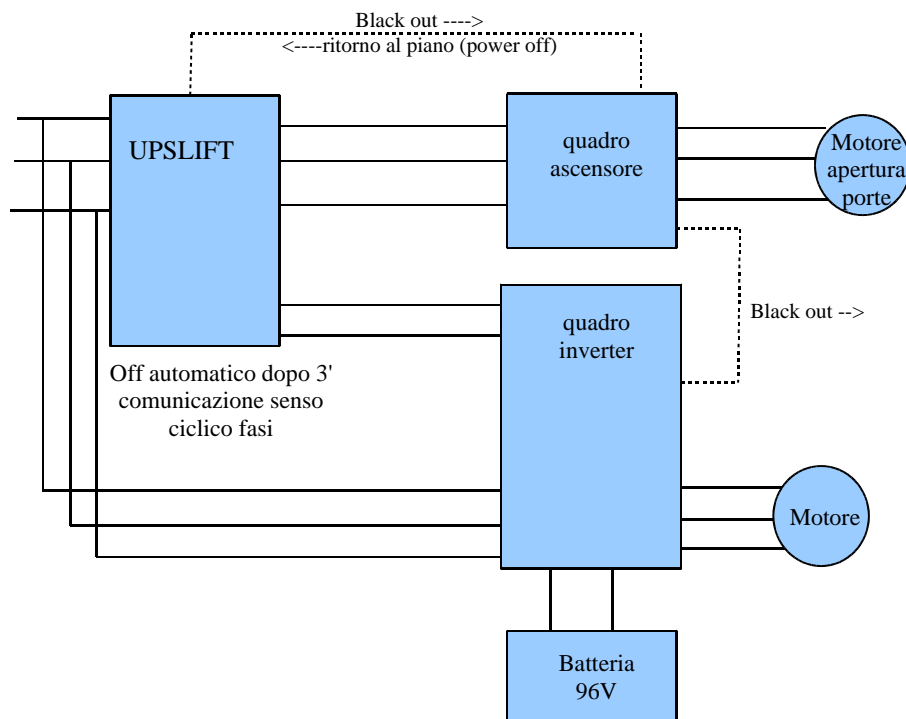 Black out ---->
<----ritorno al piano (power off)
UPSLIFT
quadro
ascensore
Motore
apertura
porte
Black out -->
quadro
inverter
Off automatico dopo 3'
comunicazione senso
ciclico fasi
Motore
Batteria
96V